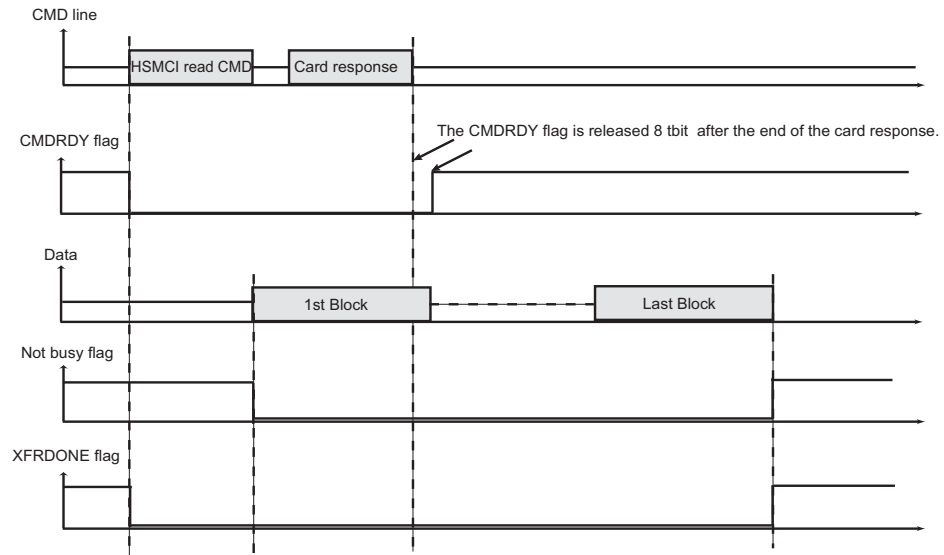 CMD line
HSMCI read CMD
Card response
The CMDRDY flag is released 8 tbit after the end of the card response.
CMDRDY flag
Data
1st Block
Last Block
Not busy flag
XFRDONE flag